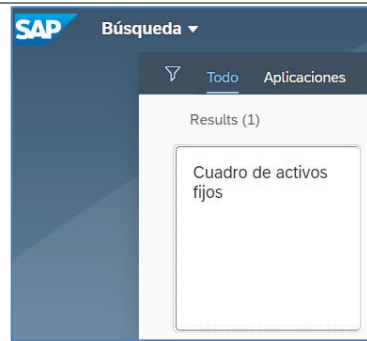 SAP Búsqueda
Todo Aplicaciones
Results (1)
Cuadro de activos
fijos